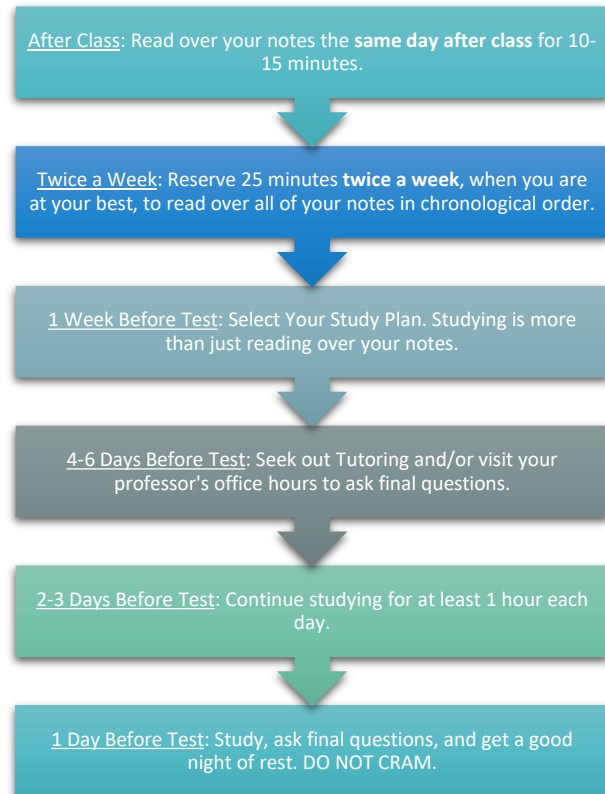 After Class: Read over your notes the same day after class for 10-
15 minutes.
Twice a Week: Reserve 25 minutes twice a week, when you are
at your best, to read over all of your notes in chronological order.
1 Week Before Test: Select Your Study Plan. Studying is more
than just reading over your notes.
4-6 Days Before Test: Seek out Tutoring and/or visit your
professor's office hours to ask final questions.
2-3 Days Before Test: Continue studying for at least 1 hour each
day.
1 Day Before Test: Study, ask final questions, and get a good
night of rest. DO NOT CRAM.